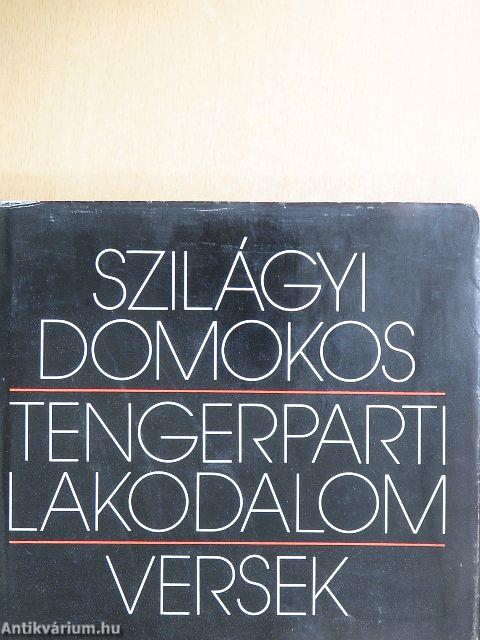 SZILÁGYI
DOMOKOS
TENGERPARTI
LAKODALOM
VERSEK
Antikvárium.hu